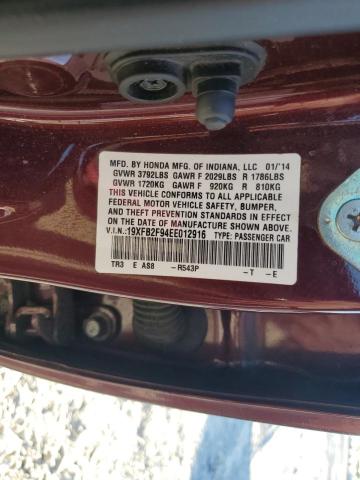 MFD. BY HONDA MFG. OF INDIANA, LLC 01/'14
GVWR 3792LBS GAWR F 2029LBS R 1786LBS
GVWR 1720KG GAWR F 920KG R 810KG
THIS VEHICLE CONFORMS TO ALL APPLICABLE
FEDERAL MOTOR VEHICLE SAFETY, BUMPER,
AND THEFT PREVENTION STANDARDS IN EFFECT
ON THE DATE OF MANUFACTURE SHOWN ABOVE.
V.I.N.: 19XFB2F94EE012916 TYPE: PASSENGER CAR
TR3 E AS8 -R543P -T -E